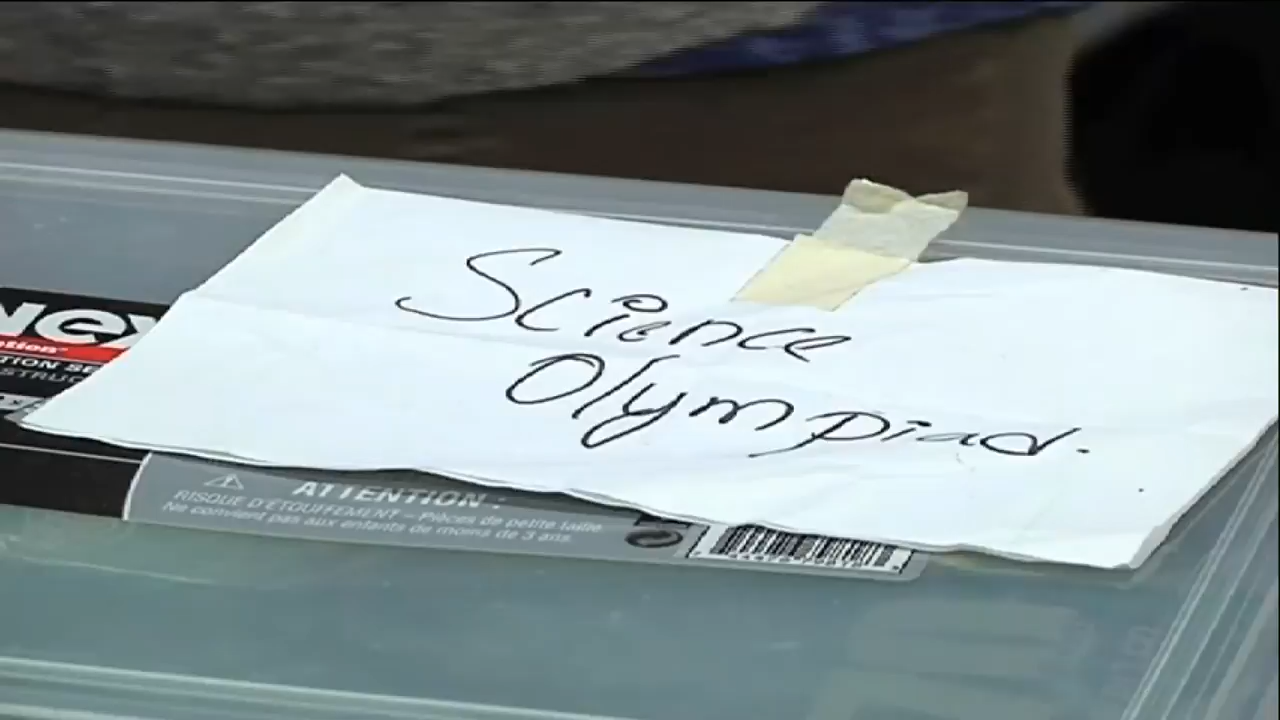 Science
Olympiad.
ATTENTION :
RISQUE D'ÉTOUFFEMENT – Pièces de petite taille.
Ne convient pas aux enfants de moins de 3 ans.